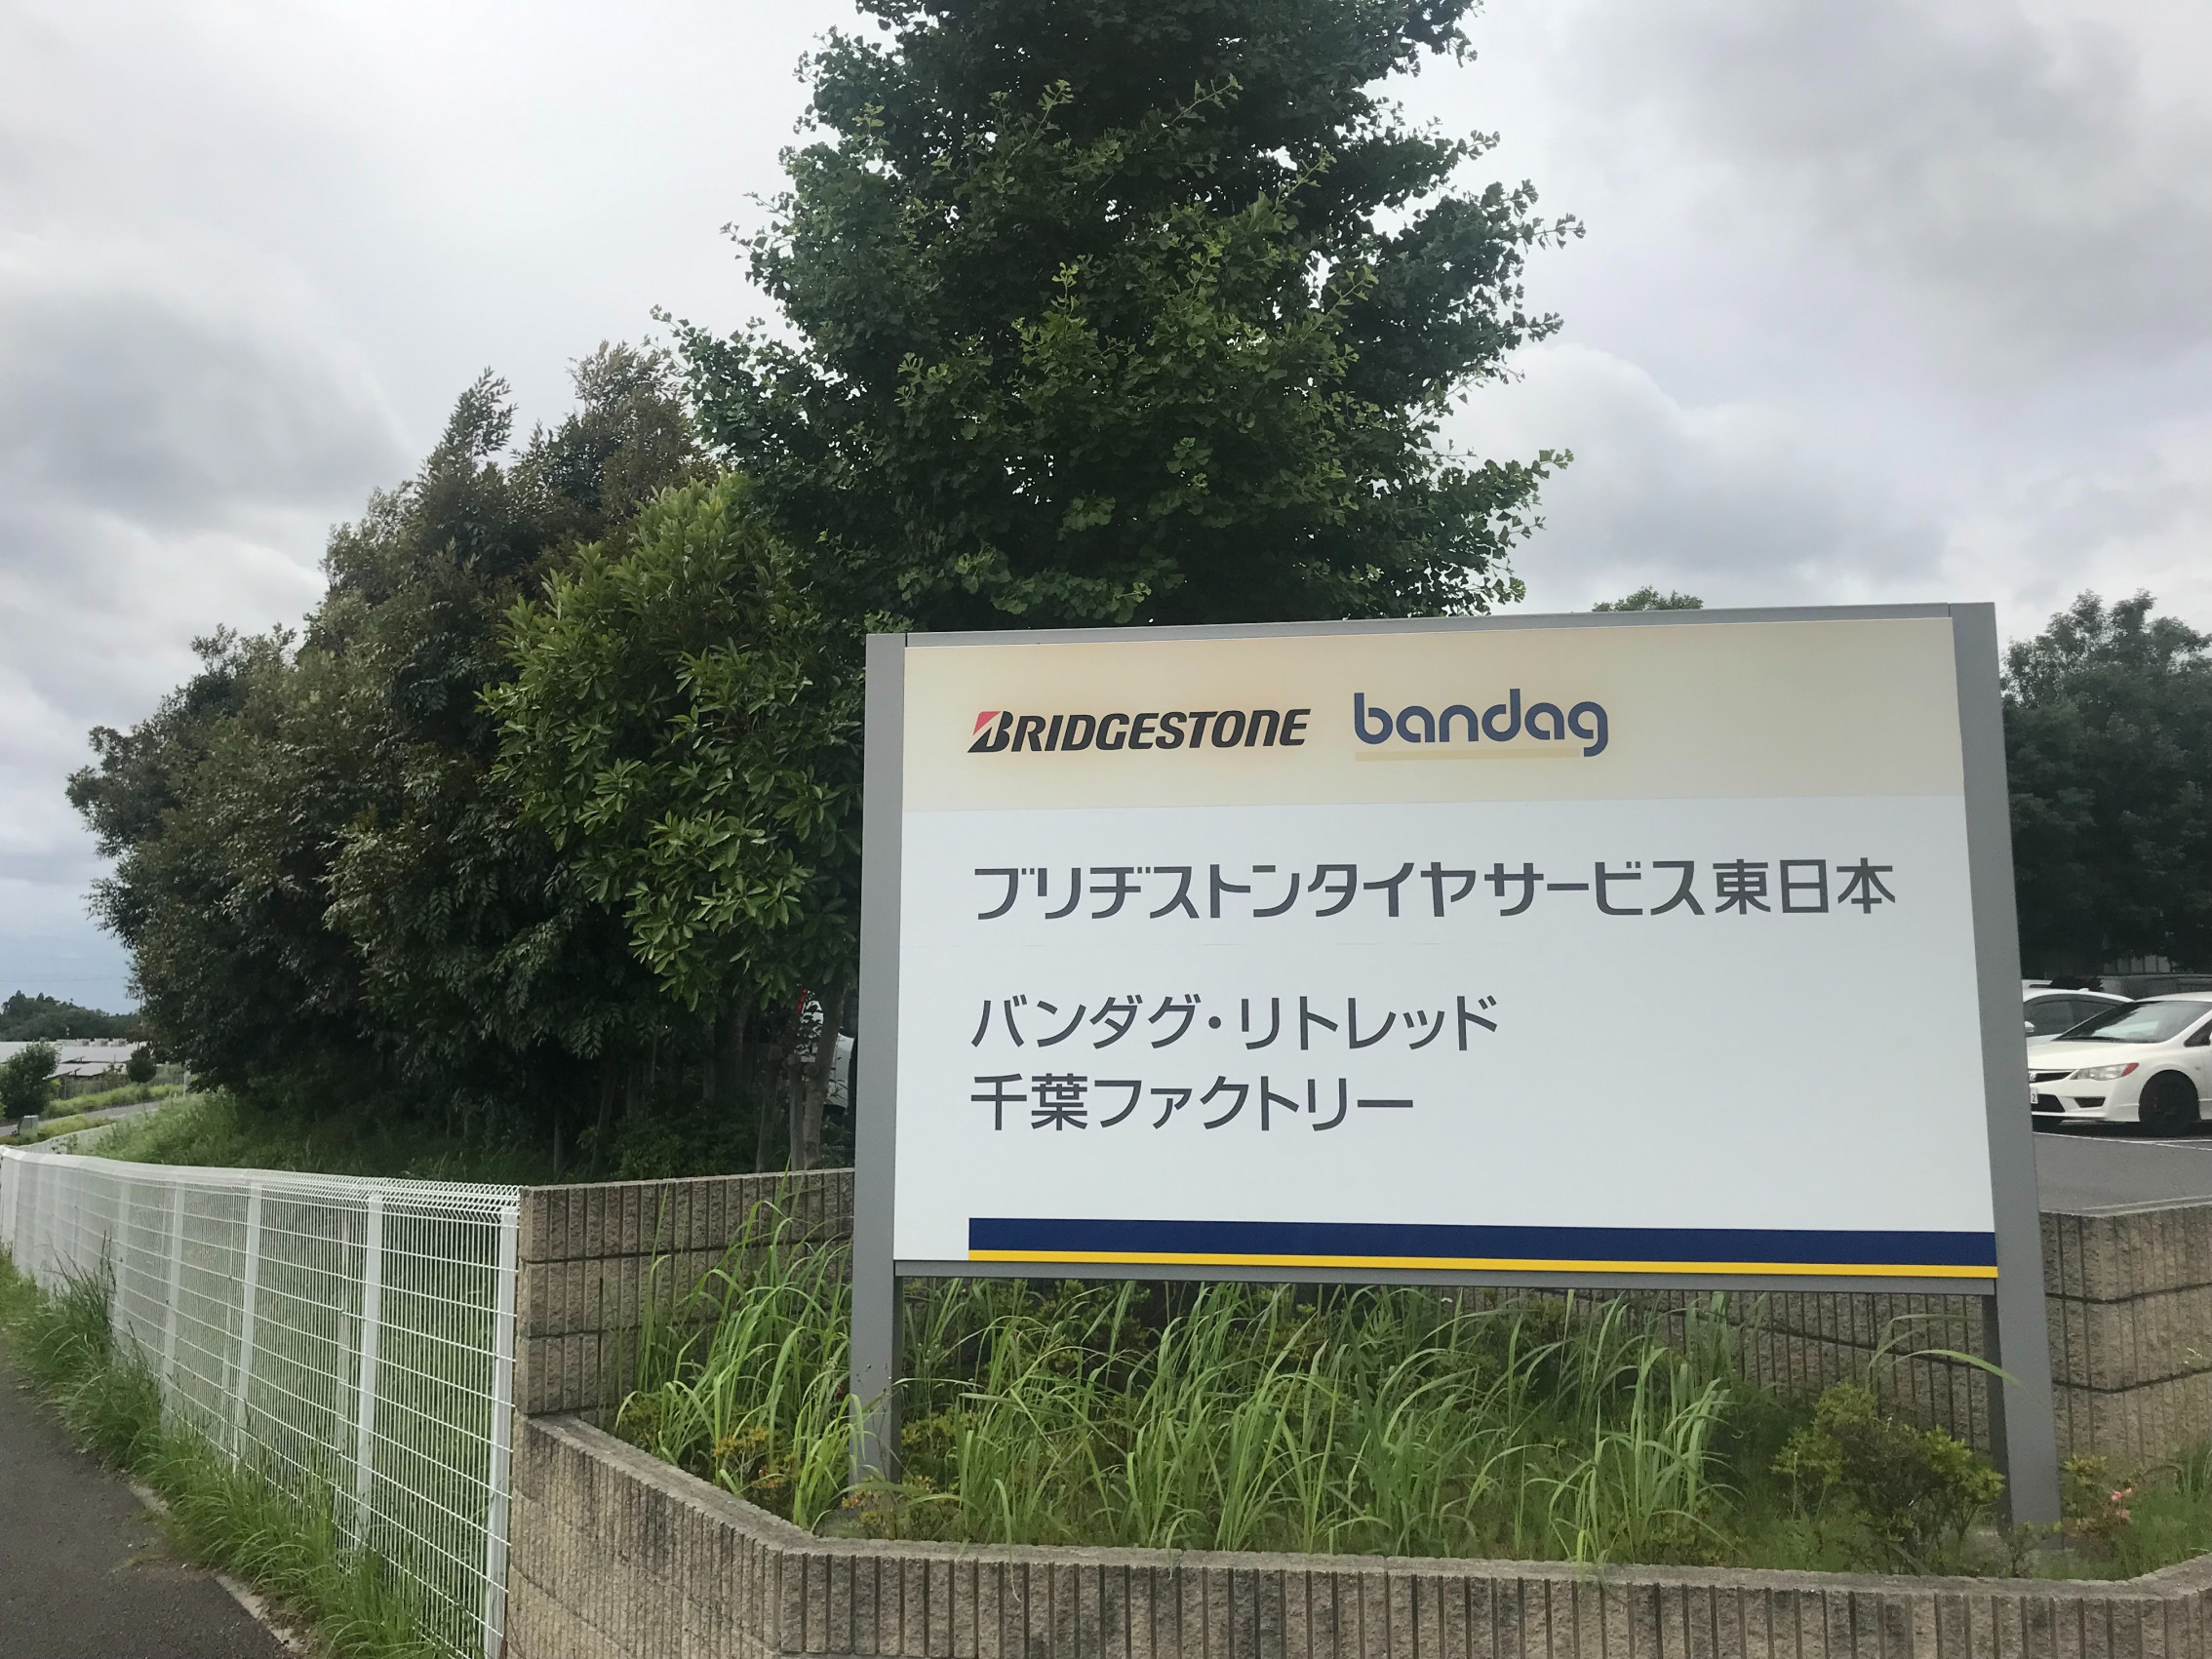 BRIDGESTONE bandag
ブリヂストンタイヤサービス東日本
バンダグ・リトレッド
千葉ファクトリー